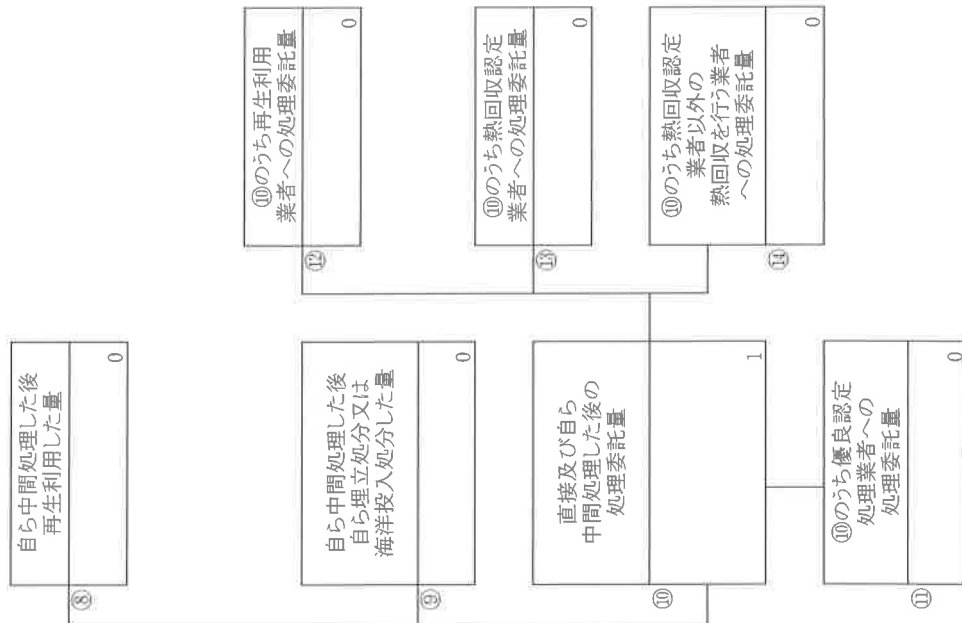 ⑧
自ら中間処理した後
再生利用した量
0
⑨
自ら中間処理した後
自ら埋立処分又は
海洋投入処分した量
0
⑩
直接及び自ら
中間処理した後の
処理委託量
1
⑪
⑩のうち優良認定
処理業者への
処理委託量
0
⑫
⑩のうち再生利用
業者への処理委託量
0
⑬
⑩のうち熱回収認定
業者への処理委託量
0
⑭
⑩のうち熱回収認定
業者以外の
熱回収を行う業者
への処理委託量
0